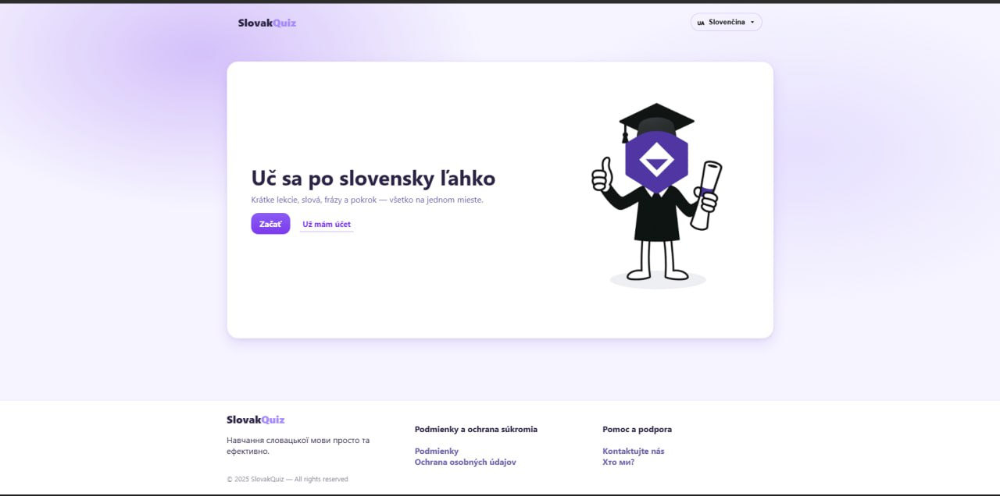 SlovakQuiz
UA Slovenčina
Uč sa po slovensky ľahko
Krátke lekcie, slová, frázy a pokrok — všetko na jednom mieste.
Začať
Už mám účet
SlovakQuiz
Навчання словацької мови просто та
ефективно.
© 2025 SlovakQuiz — All rights reserved
Podmienky a ochrana súkromia
Podmienky
Ochrana osobných údajov
Pomoc a podpora
Kontaktujte nás
Хто ми?